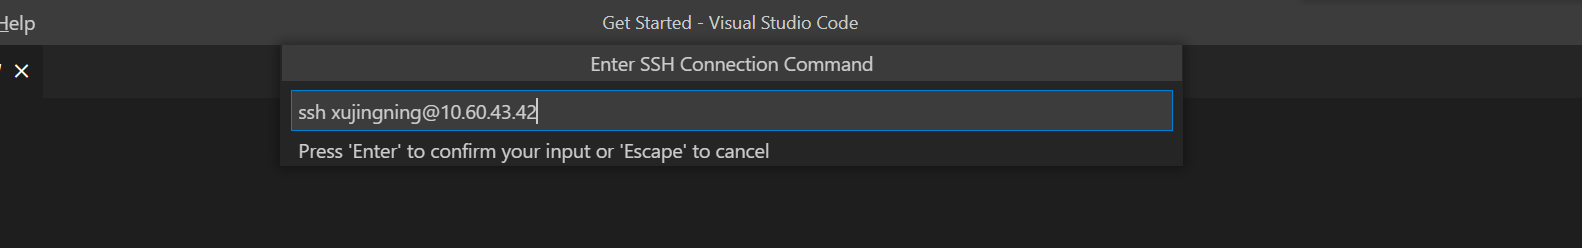 Help
Get Started - Visual Studio Code
Enter SSH Connection Command
ssh xujingning@10.60.43.42
Press 'Enter' to confirm your input or 'Escape' to cancel